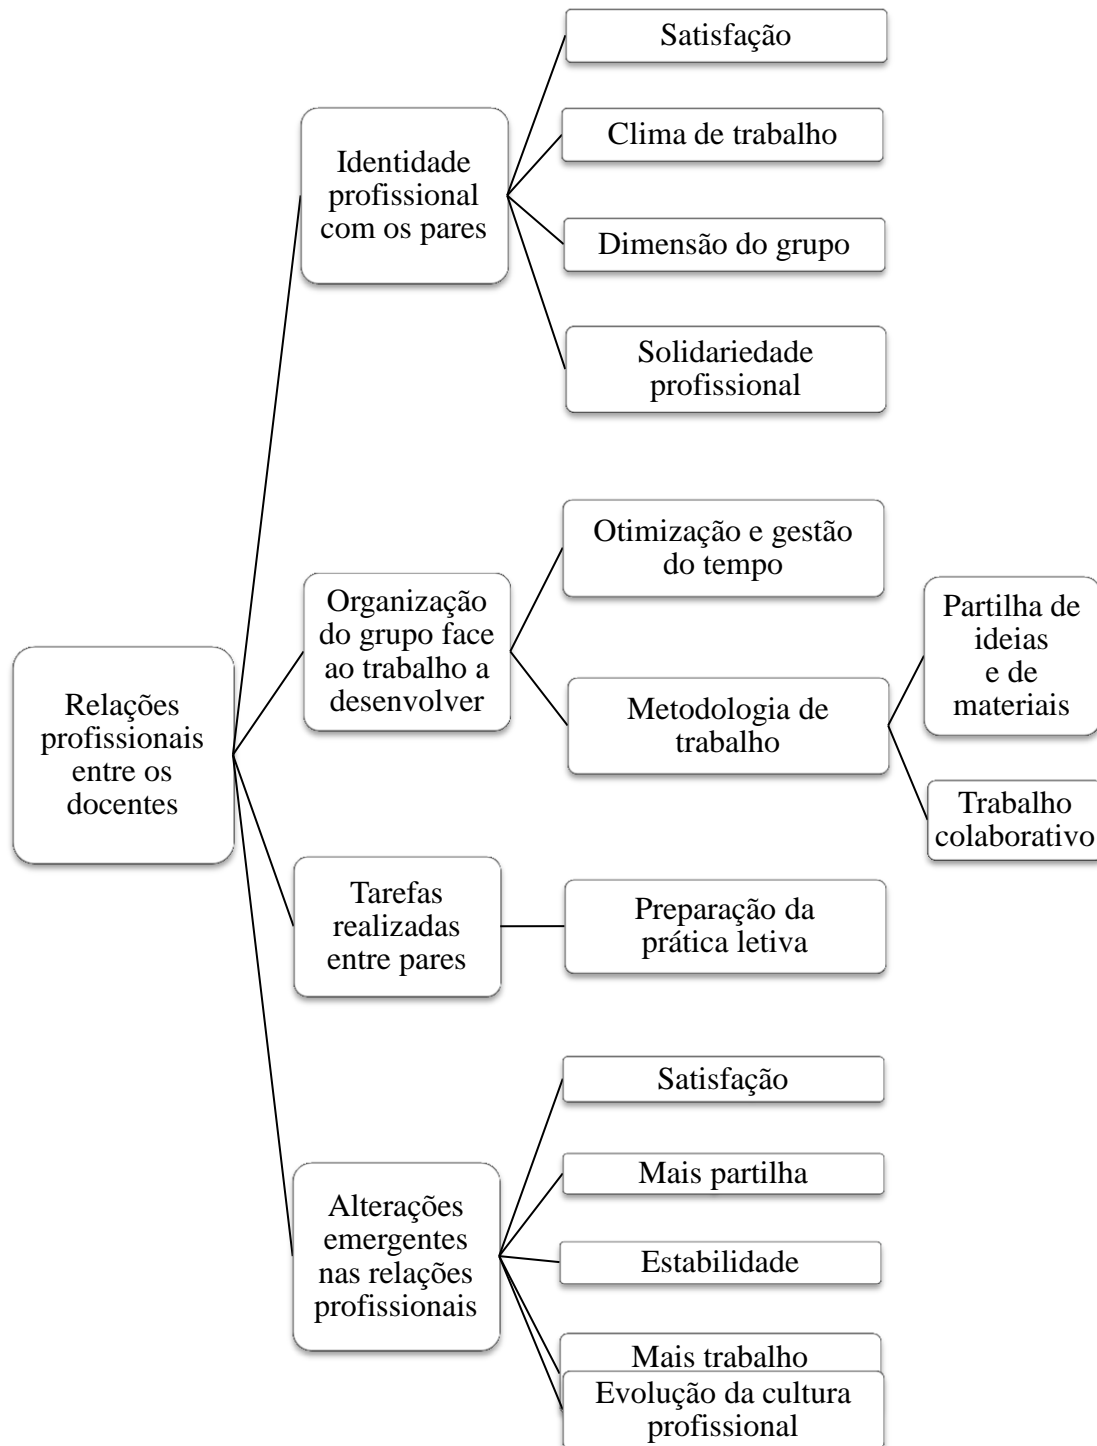 Relações
profissionais
entre os
docentes
Identidade
profissional
com os pares
Satisfação
Clima de trabalho
Dimensão do grupo
Solidariedade
profissional
Organização
do grupo face
ao trabalho a
desenvolver
Otimização e gestão
do tempo
Metodologia de
trabalho
Partilha de
ideias
e de
materiais
Trabalho
colaborativo
Tarefas
realizadas
entre pares
Preparação da
prática letiva
Alterações
emergentes
nas relações
profissionais
Satisfação
Mais partilha
Estabilidade
Mais trabalho
Evolução da cultura
profissional